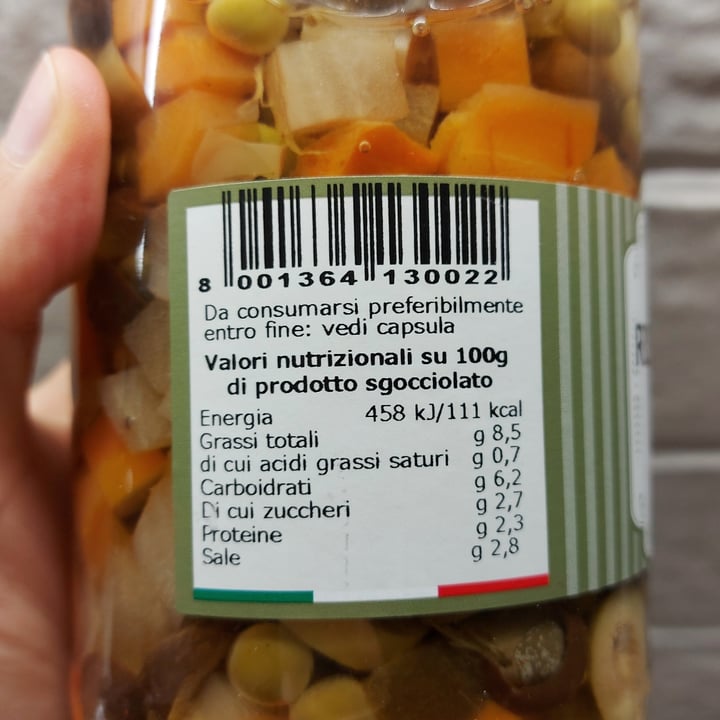 8 001364 130022
Da consumarsi preferibilmente
entro fine: vedi capsula
Valori nutrizionali su 100g
di prodotto sgocciolato
Energia 458 kJ/111 kcal
Grassi totali g 8,5
di cui acidi grassi saturi g 0,7
Carboidrati g 6,2
Di cui zuccheri g 2,7
Proteine g 2,3
Sale g 2,8